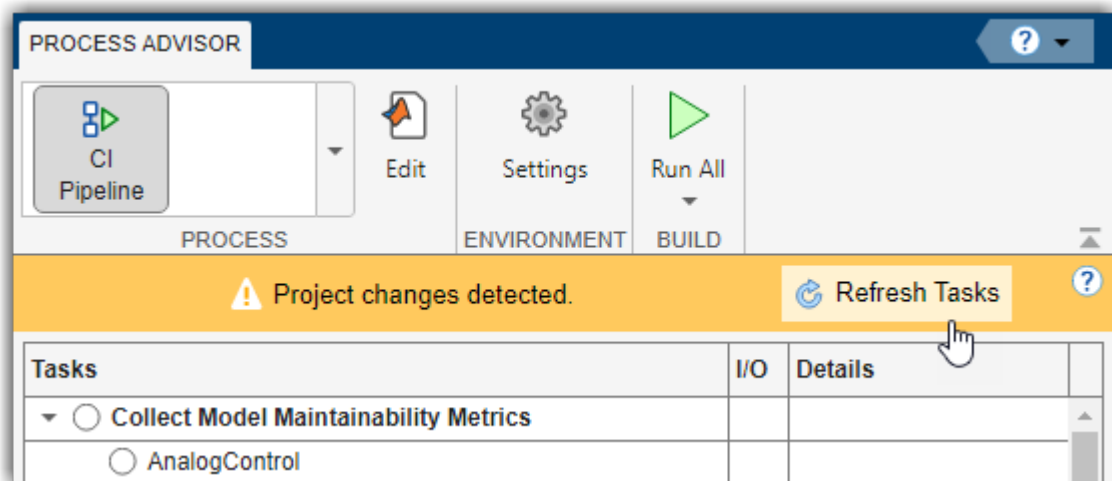 PROCESS ADVISOR
?
CI
Pipeline
Edit
Settings
Run All
PROCESS
ENVIRONMENT
BUILD
Project changes detected.
Refresh Tasks
?
Tasks
I/O
Details
Collect Model Maintainability Metrics
AnalogControl